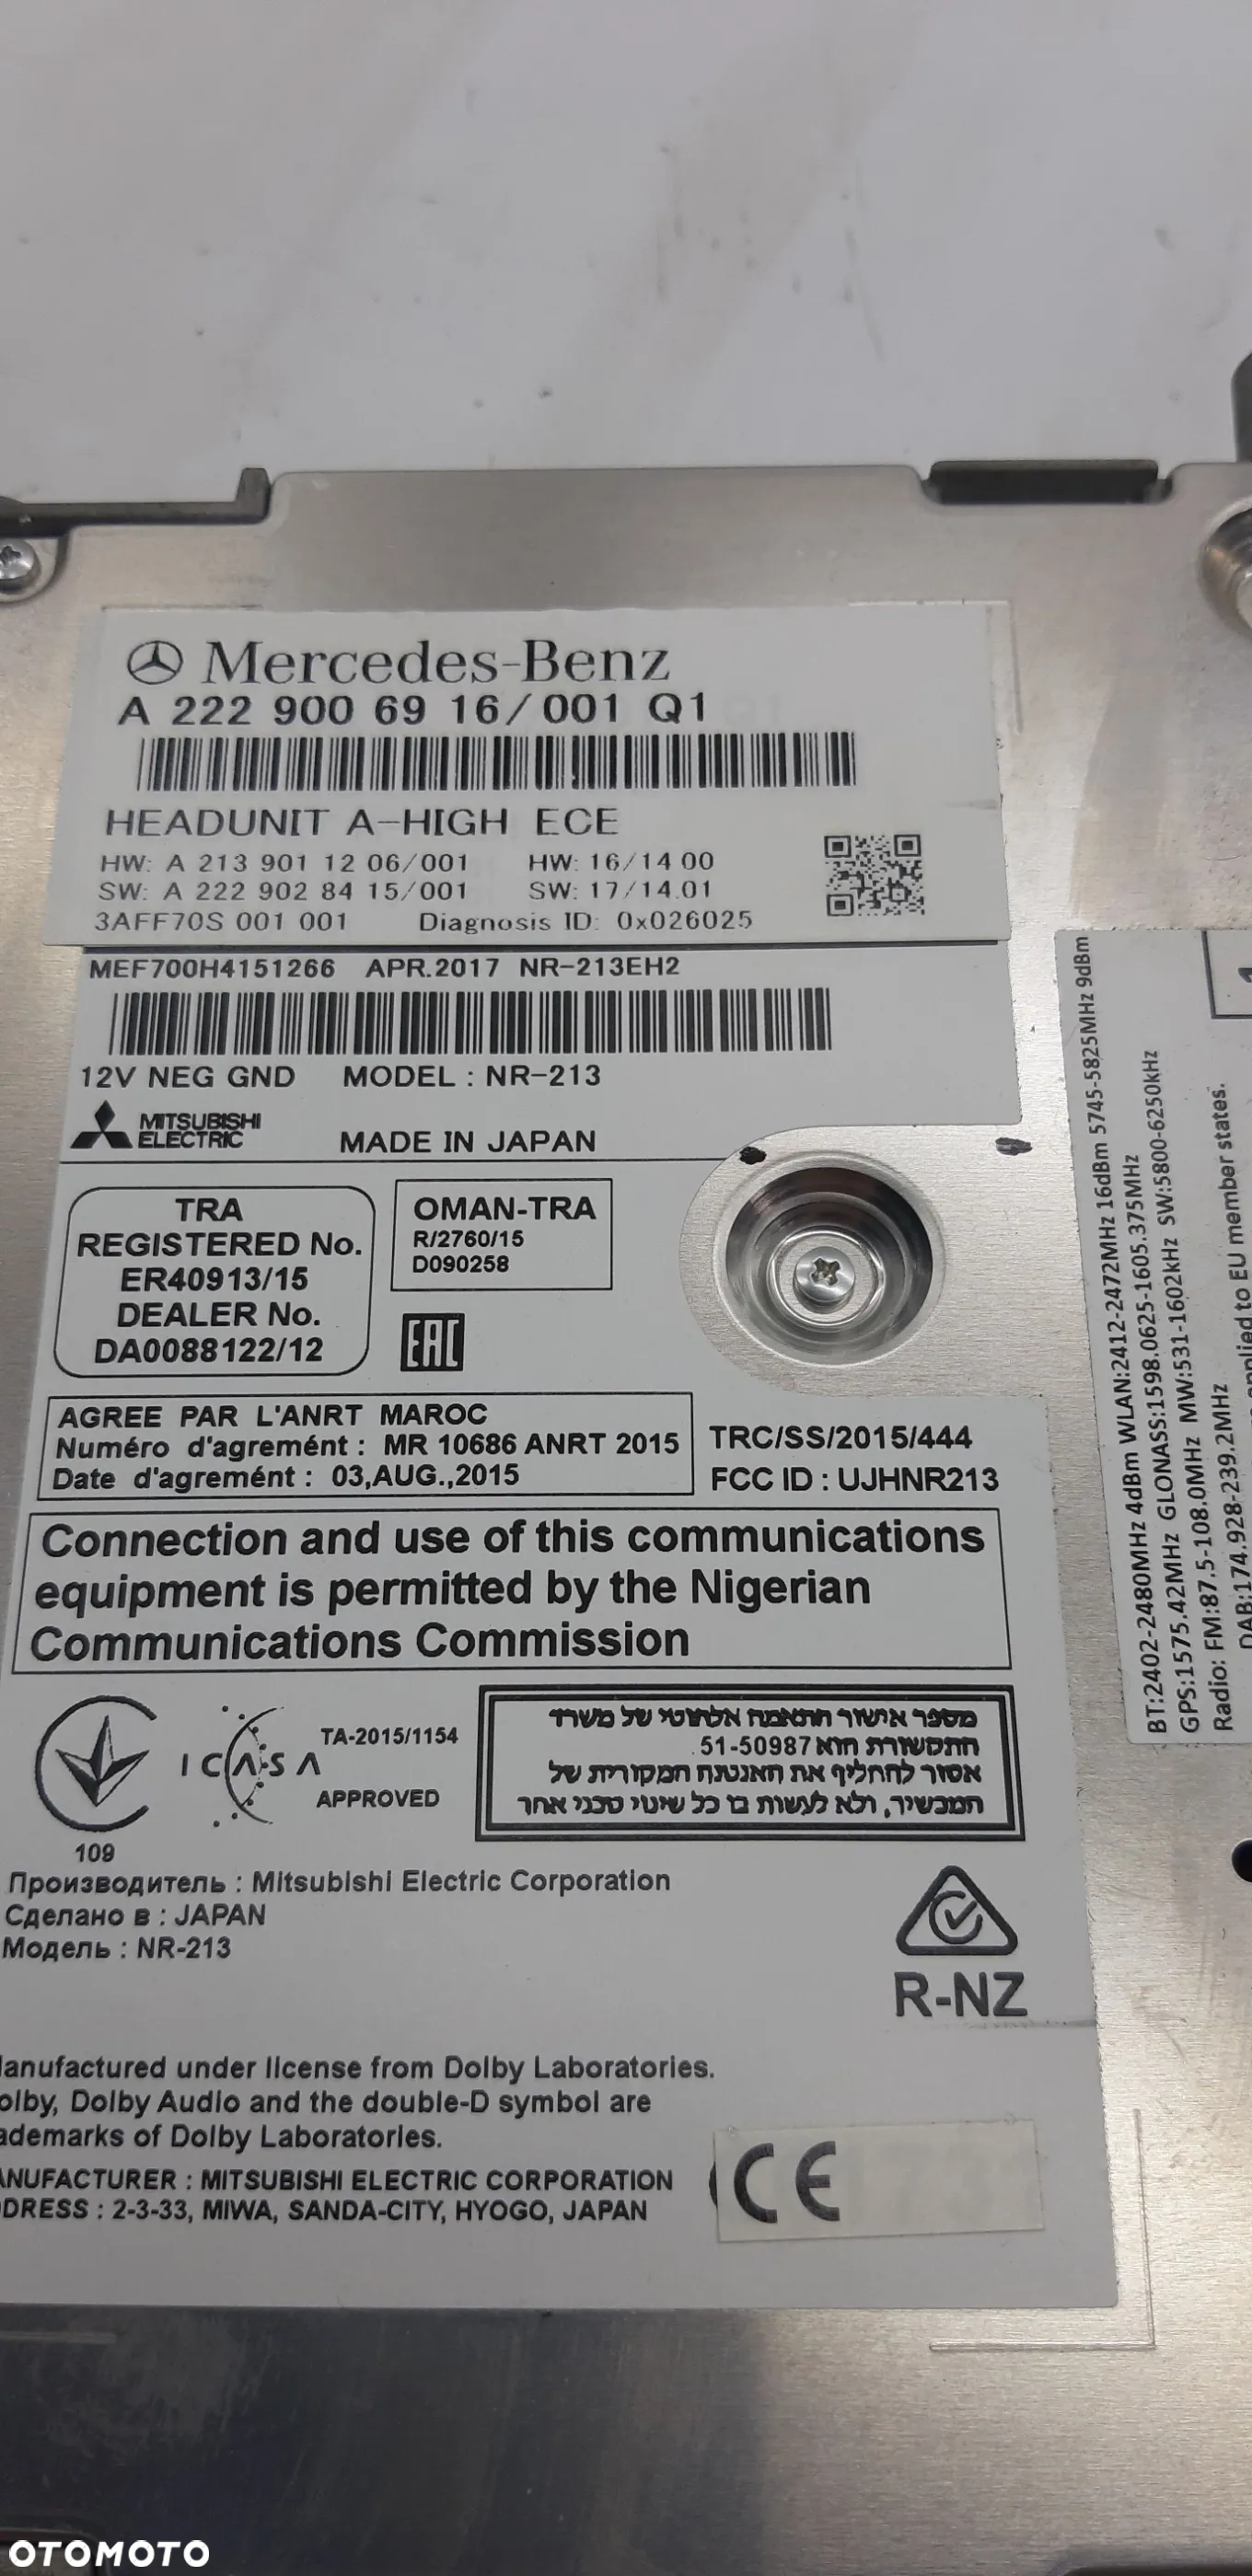 Mercedes-Benz
A 222 900 69 16/001 Q1
HEADUNIT A-HIGH ECE
HW: A 213 901 12 06/001 HW: 16/14 00
SW: A 222 902 84 15/001 SW: 17/14.01
3AFF70S 001 001 Diagnosis ID: 0x026025
MEF700H4151266 APR.2017 NR-213EH2
12V NEG GND MODEL : NR-213
MITSUBISHI
ELECTRIC
MADE IN JAPAN
TRA
REGISTERED No.
ER40913/15
DEALER No.
DA0088122/12
OMAN-TRA
R/2760/15
D090258
EAC
AGREE PAR L'ANRT MAROC
Numéro d'agrement : MR 10686 ANRT 2015
Date d'agrement : 03,AUG.,2015
TRC/SS/2015/444
FCC ID : UJHNR213
Connection and use of this communications
equipment is permitted by the Nigerian
Communications Commission
109
ICASA
TA-2015/1154
APPROVED
מספר אישור התאמה אלחוטי של משרד
התקשורת הוא 51-50987.
אסור להחליף את האנטנה המקורית של
המכשיר, ולא לעשות בו כל שינוי טכני אחר
Производитель : Mitsubishi Electric Corporation
Сделано в : JAPAN
Модель : NR-213
R-NZ
anufactured under license from Dolby Laboratories.
olby, Dolby Audio and the double-D symbol are
ademarks of Dolby Laboratories.
ANUFACTURER : MITSUBISHI ELECTRIC CORPORATION
DRESS : 2-3-33, MIWA, SANDA-CITY, HYOGO, JAPAN
CE
BT:2402-2480MHz 4dBm WLAN:2412-2472MHz 16dBm 5745-5825MHz 9dBm
GPS:1575.42MHz GLONASS:1598.0625-1605.375MHz
Radio: FM:87.5-108.0MHz MW:531-1602kHz SW:5800-6250kHz
DAB:174.928-239.2MHz
applied to EU member states.
OTOMOTO